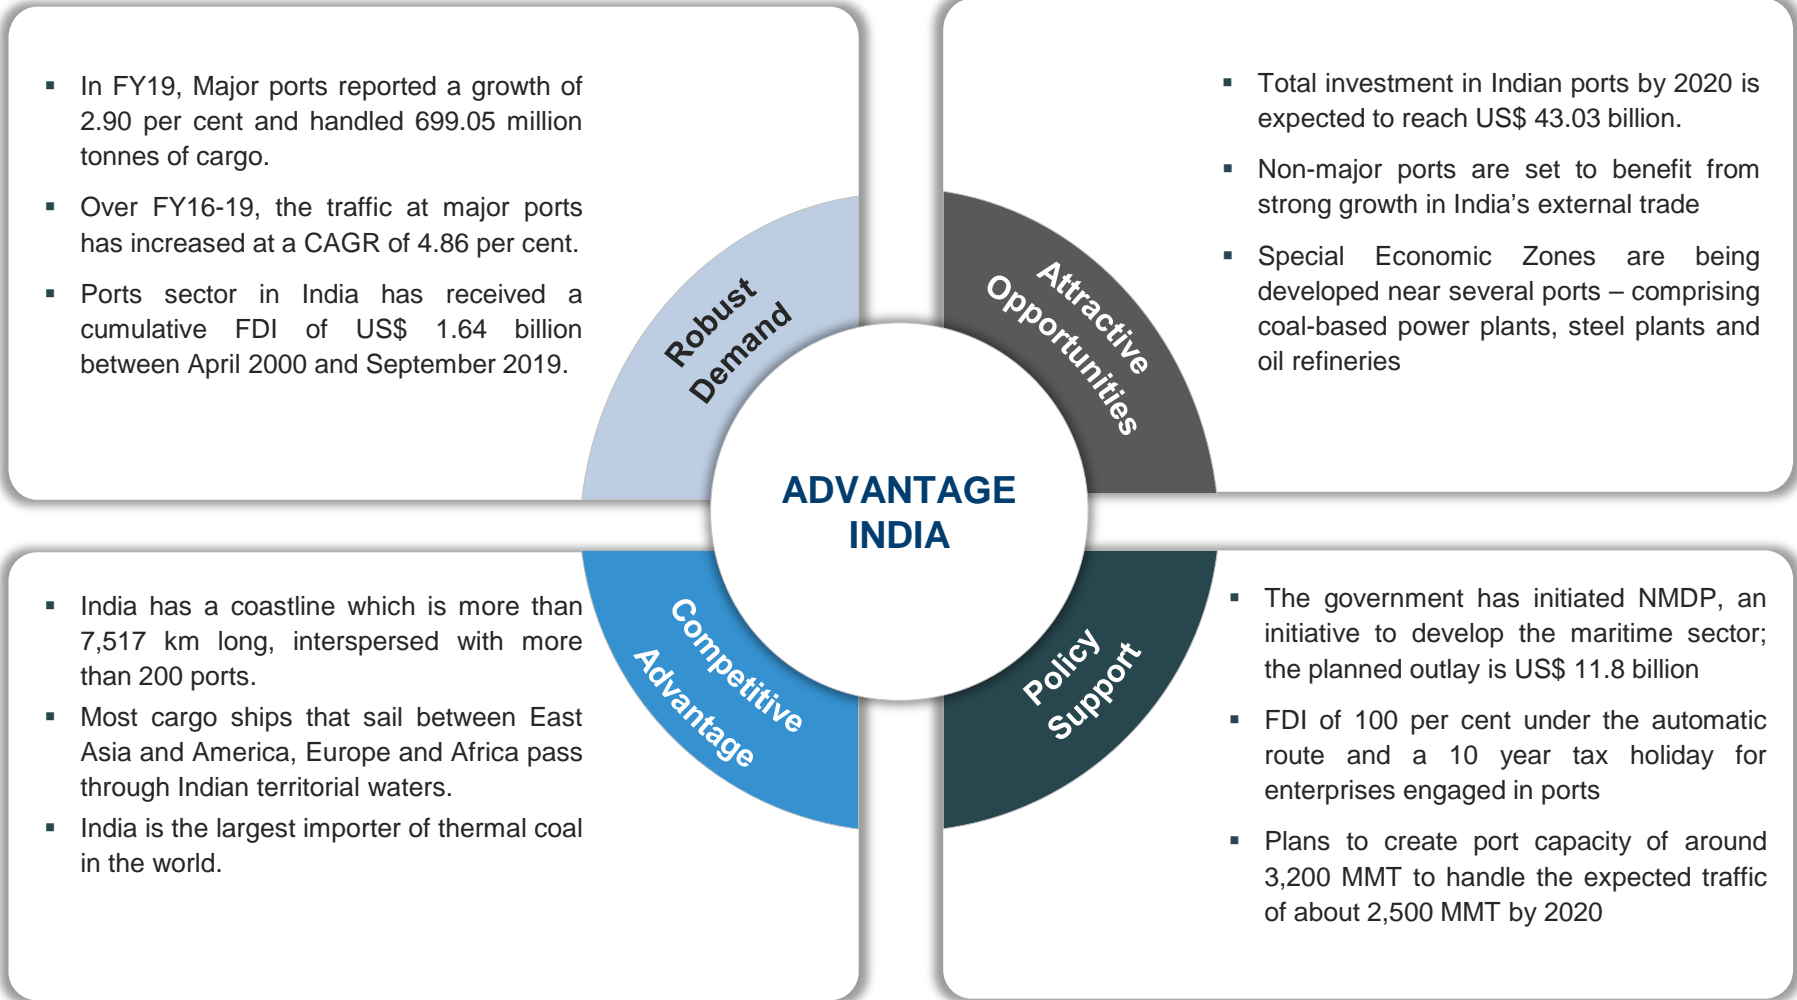 In FY19, Major ports reported a growth of
2.90 per cent and handled 699.05 million
tonnes of cargo.
Over FY16-19, the traffic at major ports
has increased at a CAGR of 4.86 per cent.
Ports sector in India has received a
cumulative FDI of US$ 1.64 billion
between April 2000 and September 2019.
Robust
Demand
Total investment in Indian ports by 2020 is
expected to reach US$ 43.03 billion.
Non-major ports are set to benefit from
strong growth in India’s external trade
Special Economic Zones are being
developed near several ports – comprising
coal-based power plants, steel plants and
oil refineries
Attractive
Opportunities
ADVANTAGE
INDIA
India has a coastline which is more than
7,517 km long, interspersed with more
than 200 ports.
Most cargo ships that sail between East
Asia and America, Europe and Africa pass
through Indian territorial waters.
India is the largest importer of thermal coal
in the world.
Competitive
Advantage
Policy
Support
The government has initiated NMDP, an
initiative to develop the maritime sector;
the planned outlay is US$ 11.8 billion
FDI of 100 per cent under the automatic
route and a 10 year tax holiday for
enterprises engaged in ports
Plans to create port capacity of around
3,200 MMT to handle the expected traffic
of about 2,500 MMT by 2020